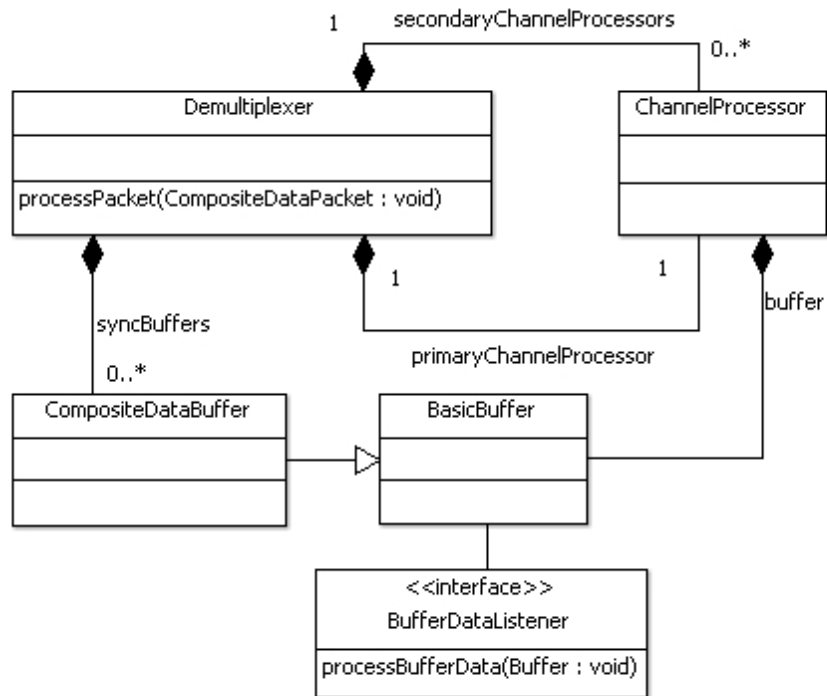 1
secondaryChannelProcessors
0..*
Demultiplexer
ChannelProcessor
processPacket(CompositeDataPacket : void)
1
1
buffer
syncBuffers
primaryChannelProcessor
0..*
CompositeDataBuffer
BasicBuffer
<<interface>>
BufferDataListener
processBufferData(Buffer : void)